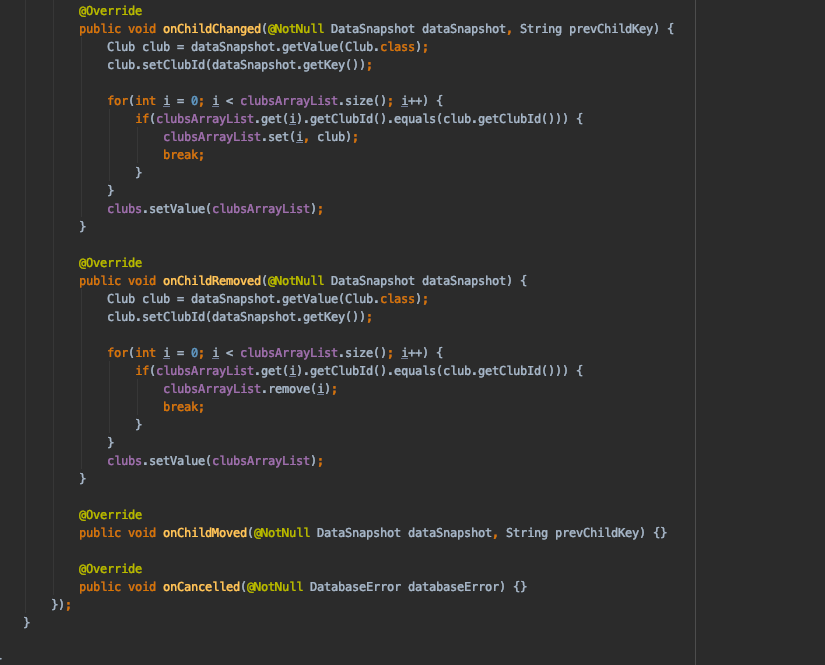 @Override
public void onChildChanged(@NotNull DataSnapshot dataSnapshot, String prevChildKey) {
Club club = dataSnapshot.getValue(Club.class);
club.setClubId(dataSnapshot.getKey());
for(int i = 0; i < clubsArrayList.size(); i++) {
if(clubsArrayList.get(i).getClubId().equals(club.getClubId())) {
clubsArrayList.set(i, club);
break;
}
}
clubs.setValue(clubsArrayList);
}
@Override
public void onChildRemoved(@NotNull DataSnapshot dataSnapshot) {
Club club = dataSnapshot.getValue(Club.class);
club.setClubId(dataSnapshot.getKey());
for(int i = 0; i < clubsArrayList.size(); i++) {
if(clubsArrayList.get(i).getClubId().equals(club.getClubId())) {
clubsArrayList.remove(i);
break;
}
}
clubs.setValue(clubsArrayList);
}
@Override
public void onChildMoved(@NotNull DataSnapshot dataSnapshot, String prevChildKey) {}
@Override
public void onCancelled(@NotNull DatabaseError databaseError) {}
});
}